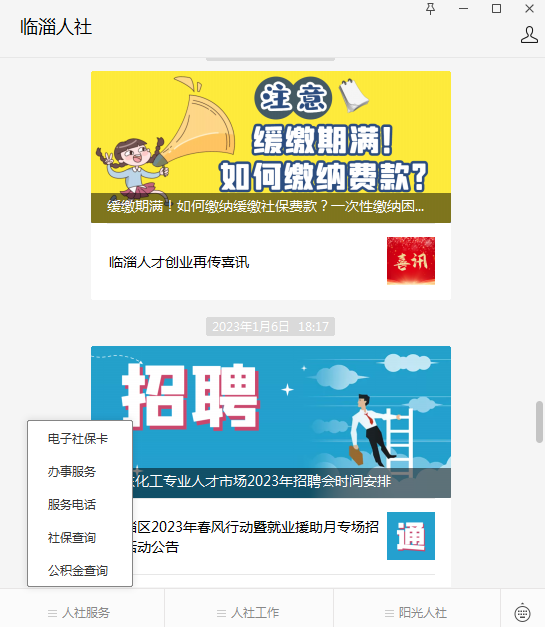 临淄人社
注意
缓缴期满!
如何缴纳费款?
缓缴期满！如何缴纳缓缴社保费款？一次性缴纳困...
临淄人才创业再传喜讯
喜讯
2023年1月6日 18:17
招聘
化工专业人才市场2023年招聘会时间安排
区2023年春风行动暨就业援助月专场招
活动公告
通
电子社保卡
办事服务
服务电话
社保查询
公积金查询
人社服务
人社工作
阳光人社